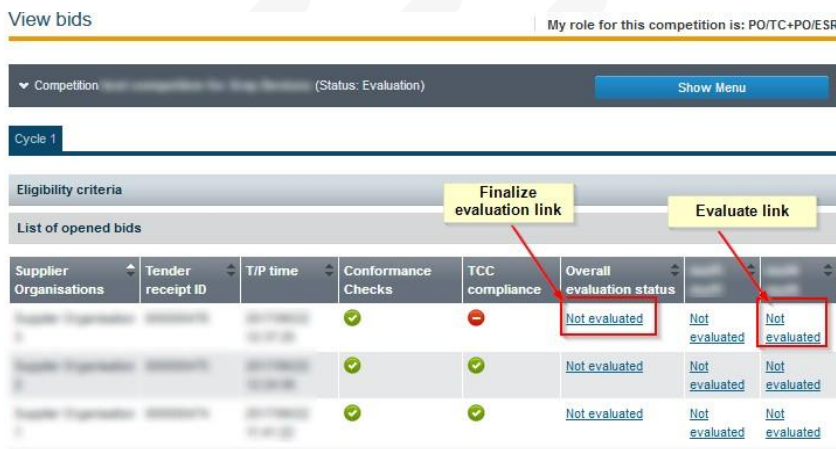 View bids
My role for this competition is: PO/TC+PO/ESR
Competition (Status: Evaluation)
Show Menu
Cycle 1
Eligibility criteria
Finalize
evaluation link
Evaluate link
List of opened bids
Supplier Tender T/P time Conformance TCC Overall
Organisations receipt ID Checks compliance evaluation status
Not evaluated Not Not
evaluated evaluated
Not evaluated Not Not
evaluated evaluated
Not evaluated Not Not
evaluated evaluated